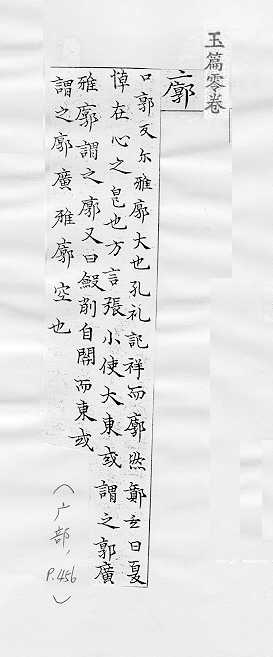 玉篇零卷
廓
口郭反尔雅廓大也孔礼記祥而廓然鄭玄曰夏
悼在心之皃也方言張小使大東或謂之郭廣
雅廓謂之廓又曰㲉削自關而東或
謂之廓廣雅廓空也
（广部，P.456）